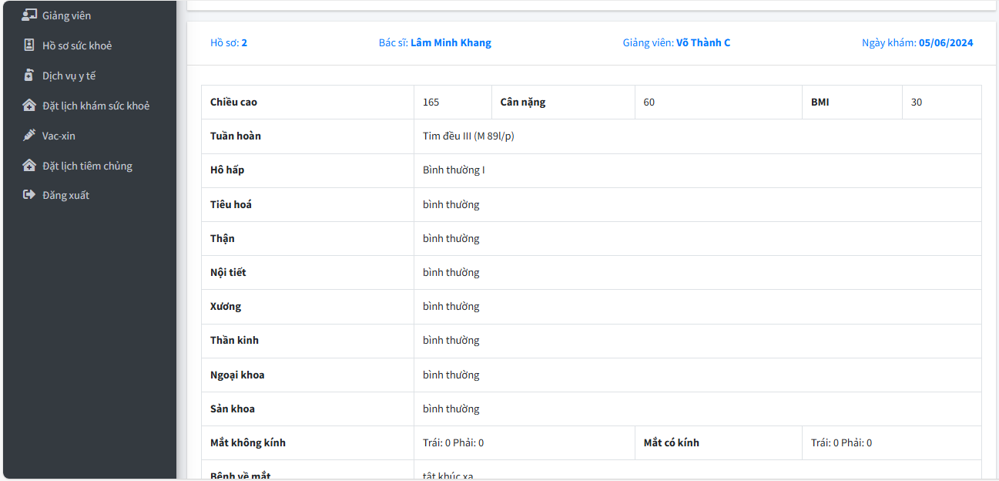 Giảng viên
Hồ sơ sức khoẻ
Dịch vụ y tế
Đặt lịch khám sức khoẻ
Vac-xin
Đặt lịch tiêm chủng
Đăng xuất
Hồ sơ: 2 Bác sĩ: Lâm Minh Khang Giảng viên: Võ Thành C Ngày khám: 05/06/2024
Chiều cao 165 Cân nặng 60 BMI 30
Tuần hoàn Tim đều III (M 89l/p)
Hô hấp Bình thường I
Tiêu hoá bình thường
Thận bình thường
Nội tiết bình thường
Xương bình thường
Thần kinh bình thường
Ngoại khoa bình thường
Sản khoa bình thường
Mắt không kính Trái: 0 Phải: 0 Mắt có kính Trái: 0 Phải: 0
Bệnh về mắt tật khúc xạ